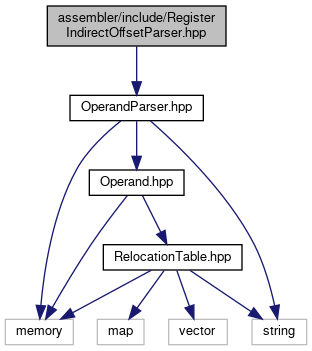 assembler/include/Register
IndirectOffsetParser.hpp
OperandParser.hpp
Operand.hpp
RelocationTable.hpp
memory
map
vector
string